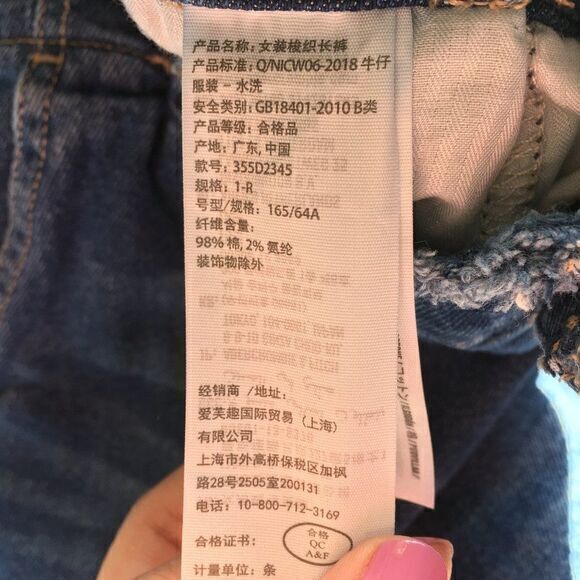 产品名称: 女装梭织长裤
产品标准: Q/NICW06-2018 牛仔
服装 - 水洗
安全类别: GB18401-2010 B类
产品等级: 合格品
产地: 广东, 中国
款号: 355D2345
规格: 1-R
号型/规格: 165/64A
纤维含量:
98% 棉, 2% 氨纶
装饰物除外
经销商 /地址:
爱芙趣国际贸易 (上海)
有限公司
上海市外高桥保税区加枫
路28号2505室200131
电话: 10-800-712-3169
合格证书:
合格
QC
A&F
计量单位: 条